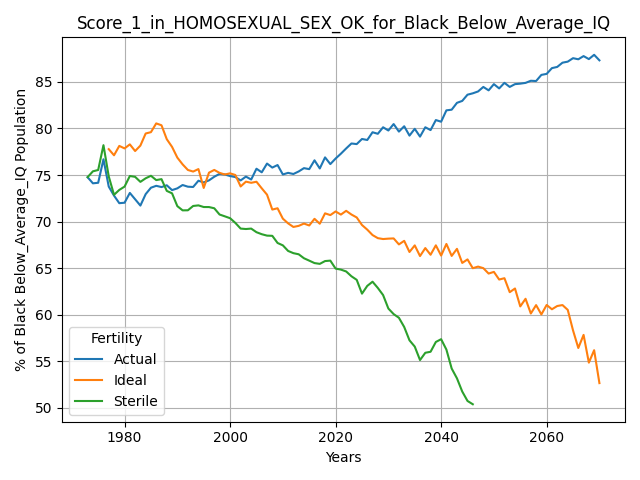 Score_1_in_HOMOSEXUAL_SEX_OK_for_Black_Below_Average_IQ
% of Black Below_Average_IQ Population
85
80
75
70
65
60
55
50
Fertility
Actual
Ideal
Sterile
1980 2000 2020 2040 2060
Years